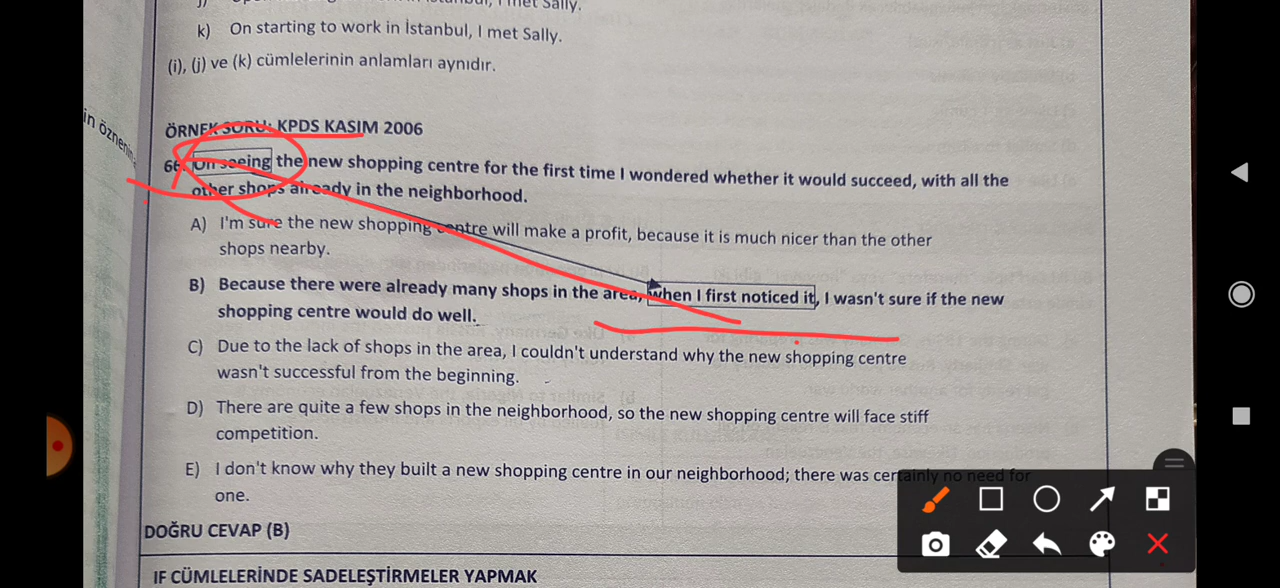 j)
in İstanbul, I met Sally.
k) On starting to work in İstanbul, I met Sally.
(i), (j) ve (k) cümlelerinin anlamları aynıdır.
in öznenin
ÖRNEK SORU: KPDS KASIM 2006
66. On seeing the new shopping centre for the first time I wondered whether it would succeed, with all the
other shops already in the neighborhood.
A) I'm sure the new shopping centre will make a profit, because it is much nicer than the other
shops nearby.
B) Because there were already many shops in the area, when I first noticed it, I wasn't sure if the new
shopping centre would do well.
C) Due to the lack of shops in the area, I couldn't understand why the new shopping centre
wasn't successful from the beginning.
D) There are quite a few shops in the neighborhood, so the new shopping centre will face stiff
competition.
E) I don't know why they built a new shopping centre in our neighborhood; there was certainly no need for
one.
DOĞRU CEVAP (B)
IF CÜMLELERİNDE SADELEŞTİRMELER YAPMAK